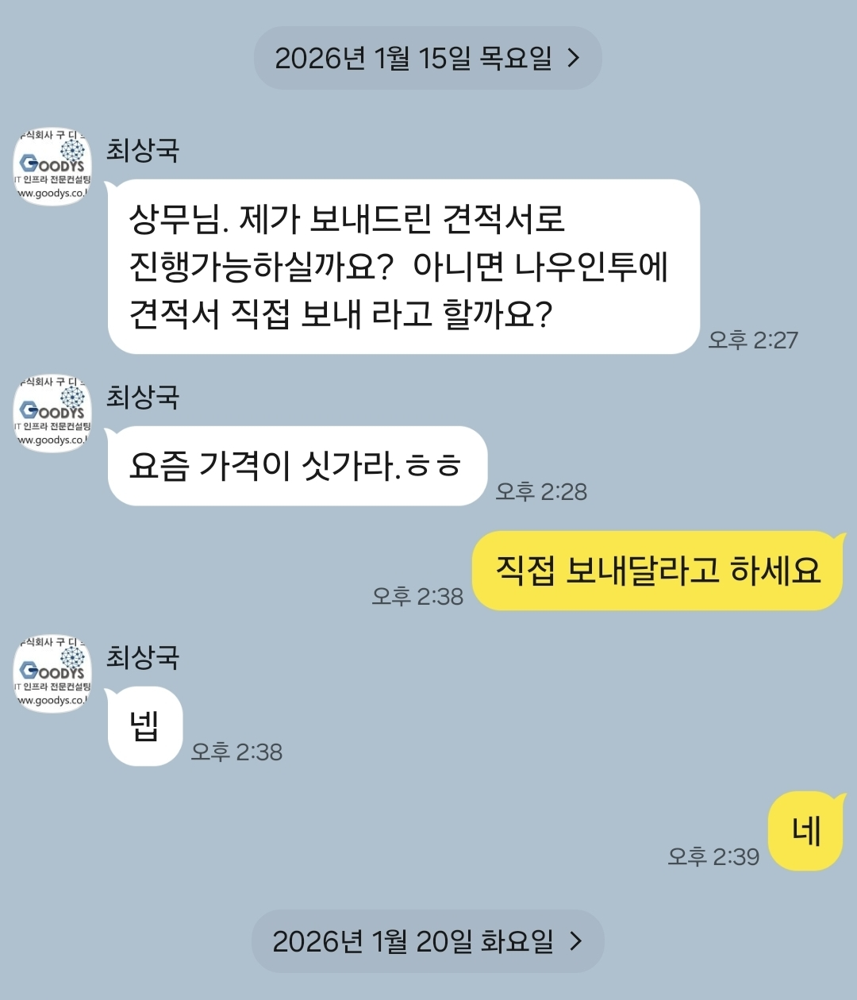 2026년 1월 15일 목요일 >
식회사 구 디
GOODYS
IT 인프라 전문컨설팅
ww.goodys.co.
최상국
상무님. 제가 보내드린 견적서로
진행가능하실까요? 아니면 나우인투에
견적서 직접 보내 라고 할까요?
오후 2:27
식회사 구 디
GOODYS
IT 인프라 전문컨설팅
ww.goodys.co.
최상국
요즘 가격이 싯가라.ㅎㅎ
오후 2:28
직접 보내달라고 하세요
오후 2:38
식회사 구 디
GOODYS
IT 인프라 전문컨설팅
ww.goodys.co.
최상국
넵
오후 2:38
네
오후 2:39
2026년 1월 20일 화요일 >